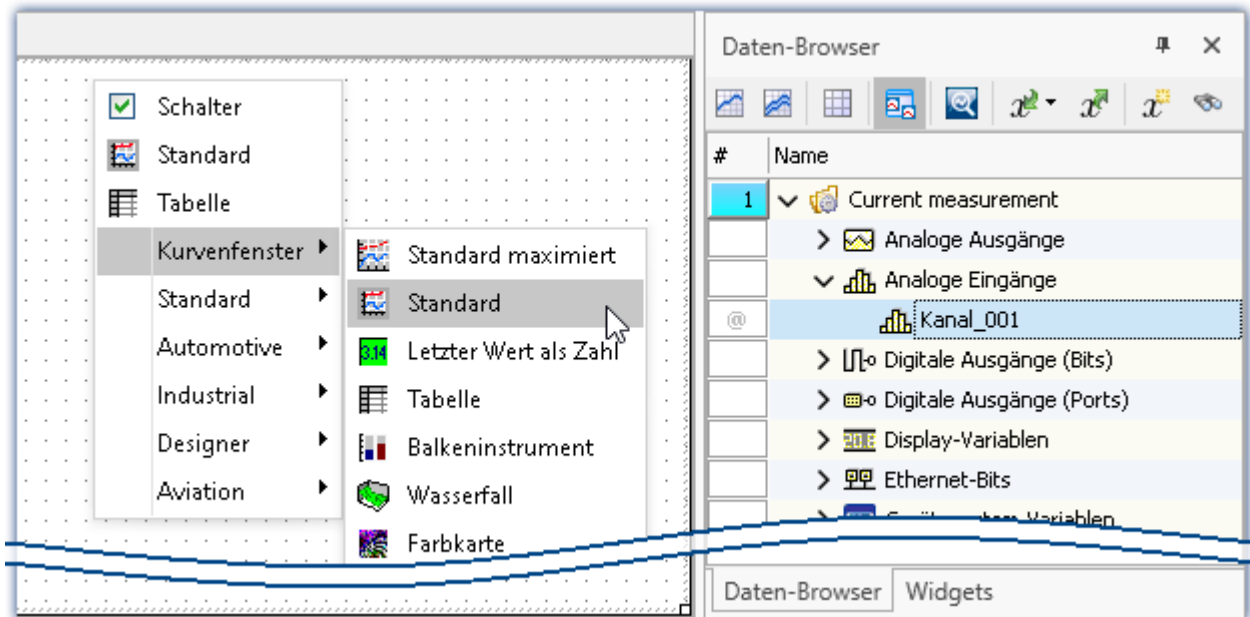 Schalter
Standard
Tabelle
Kurvenfenster
Standard
Automotive
Industrial
Designer
Aviation
Standard maximiert
Standard
3.14 Letzter Wert als Zahl
Tabelle
Balkeninstrument
Wasserfall
Farbkarte
Daten-Browser
# Name
1 Current measurement
Analoge Ausgänge
Analoge Eingänge
@ Kanal_001
Digitale Ausgänge (Bits)
Digitale Ausgänge (Ports)
Display-Variablen
Ethernet-Bits
Daten-Browser Widgets